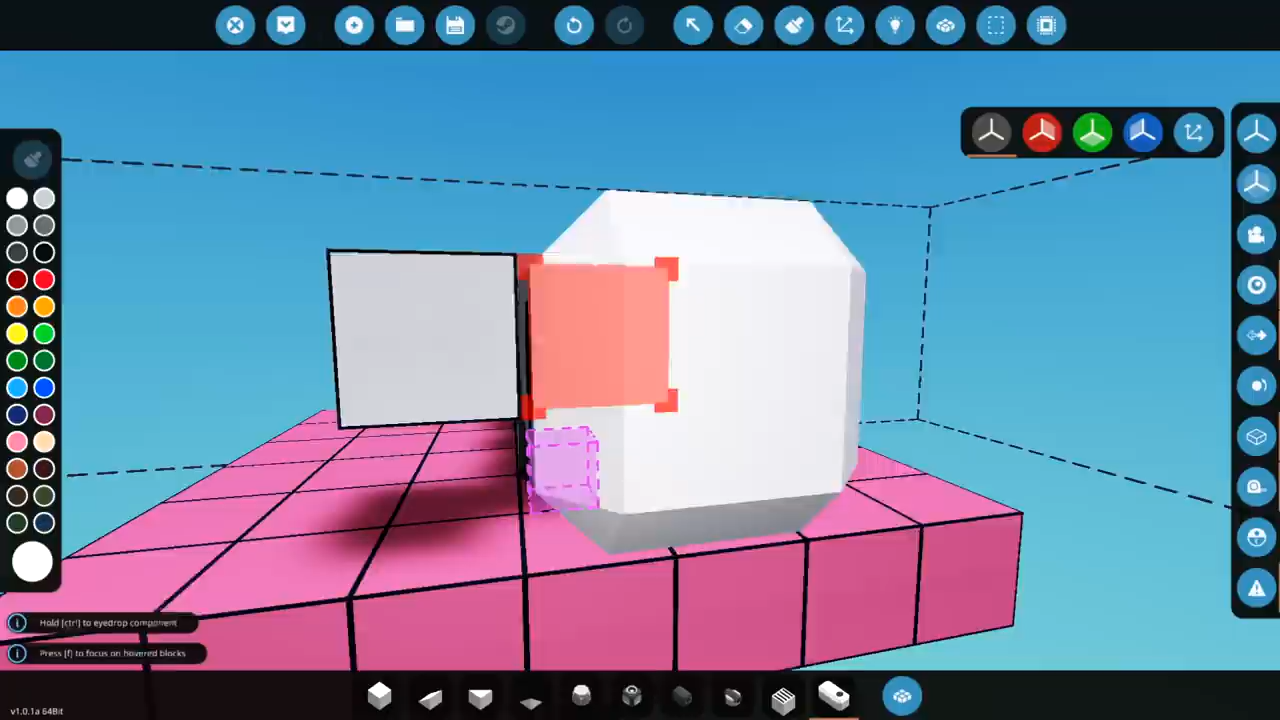 Hold [ctrl] to eyedrop component
Press [f] to focus on hovered blocks
v1.0.1a 64Bit